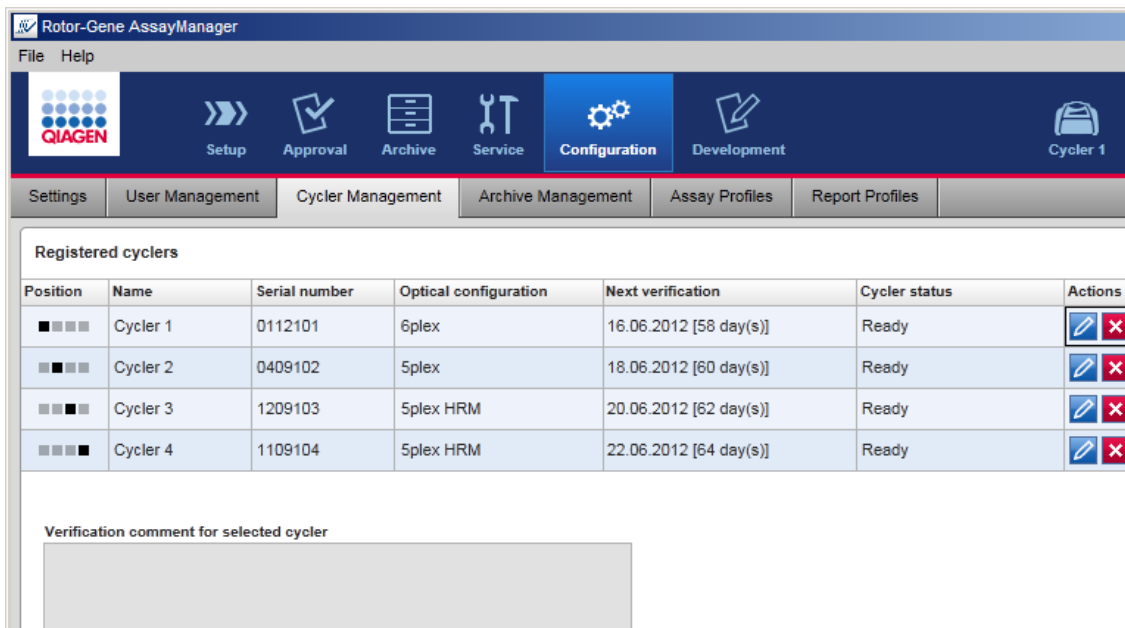 Rotor-Gene AssayManager
File Help
QIAGEN
Setup Approval Archive Service Configuration Development Cycler 1
Settings User Management Cycler Management Archive Management Assay Profiles Report Profiles
Registered cyclers
Position Name Serial number Optical configuration Next verification Cycler status Actions
Cycler 1 0112101 6plex 16.06.2012 [58 day(s)] Ready
Cycler 2 0409102 5plex 18.06.2012 [60 day(s)] Ready
Cycler 3 1209103 5plex HRM 20.06.2012 [62 day(s)] Ready
Cycler 4 1109104 5plex HRM 22.06.2012 [64 day(s)] Ready
Verification comment for selected cycler